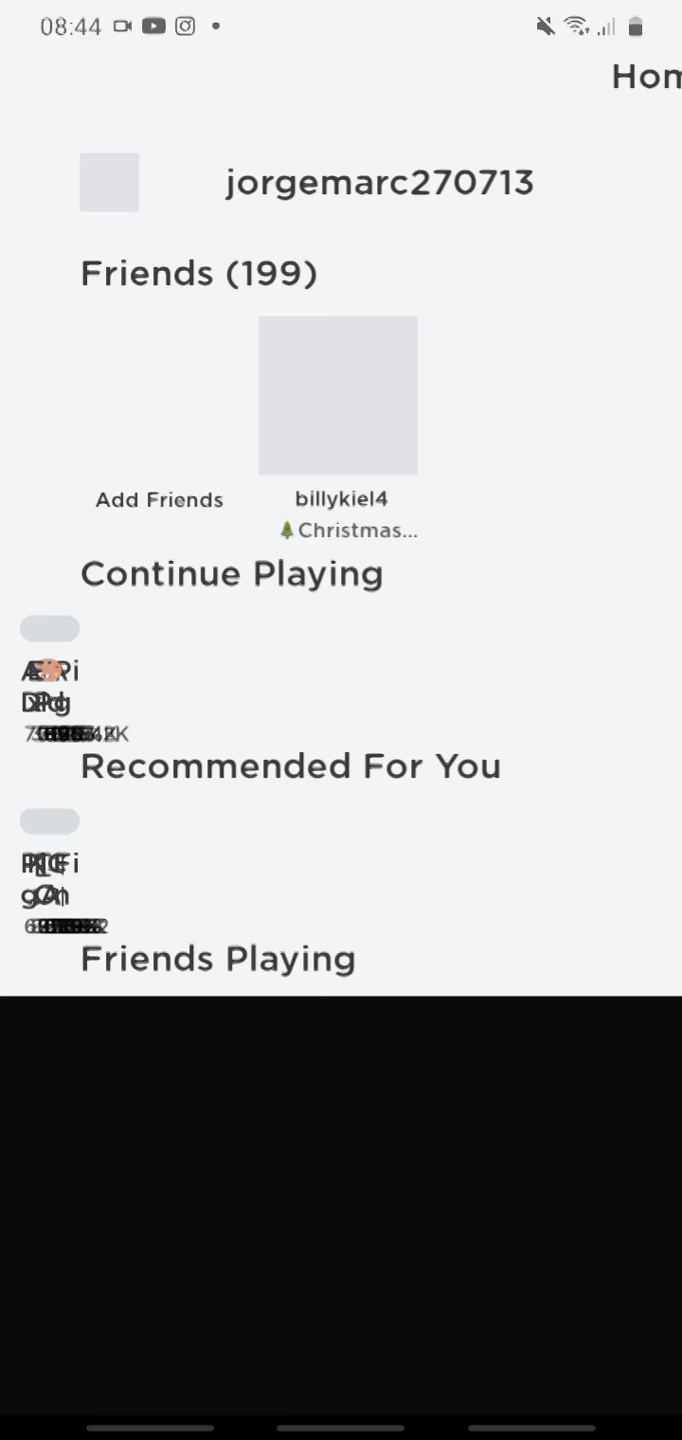 08:44
Hom
jorgemarc270713
Friends (199)
Add Friends
billykiel4
🎄Christmas...
Continue Playing
Recommended For You
Friends Playing